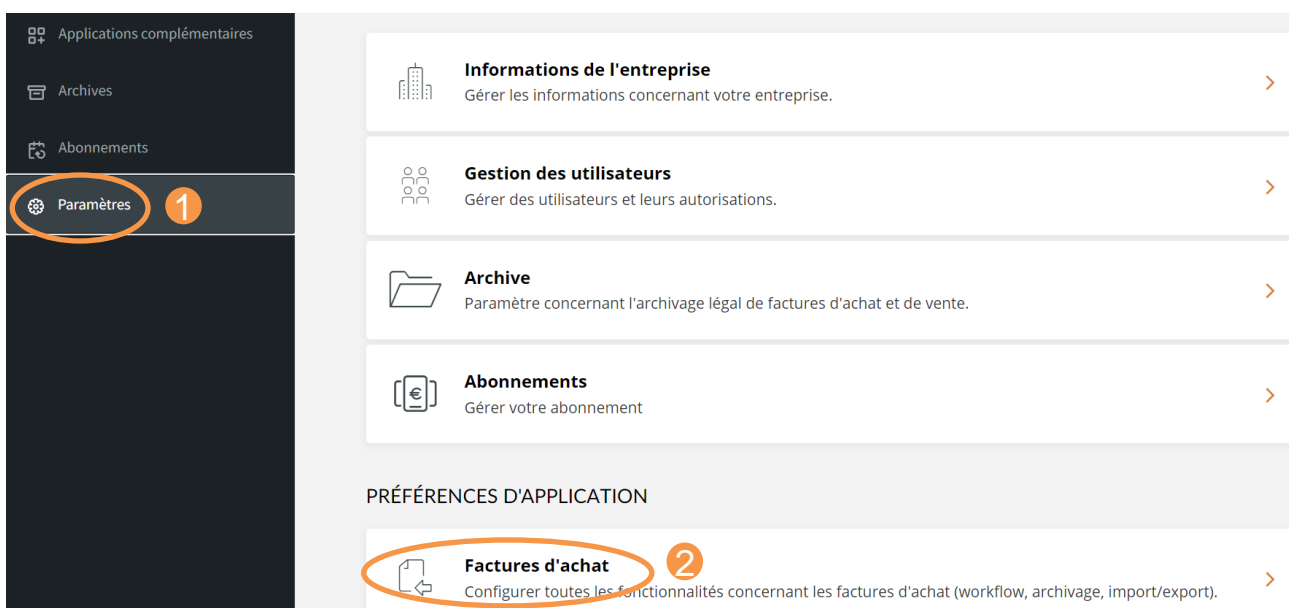 Applications complémentaires
Archives
Abonnements
Paramètres
1
Informations de l'entreprise
Gérer les informations concernant votre entreprise.
Gestion des utilisateurs
Gérer des utilisateurs et leurs autorisations.
Archive
Paramètre concernant l'archivage légal de factures d'achat et de vente.
Abonnements
Gérer votre abonnement
PRÉFÉRENCES D'APPLICATION
Factures d'achat
2
Configurer toutes les fonctionnalités concernant les factures d'achat (workflow, archivage, import/export).